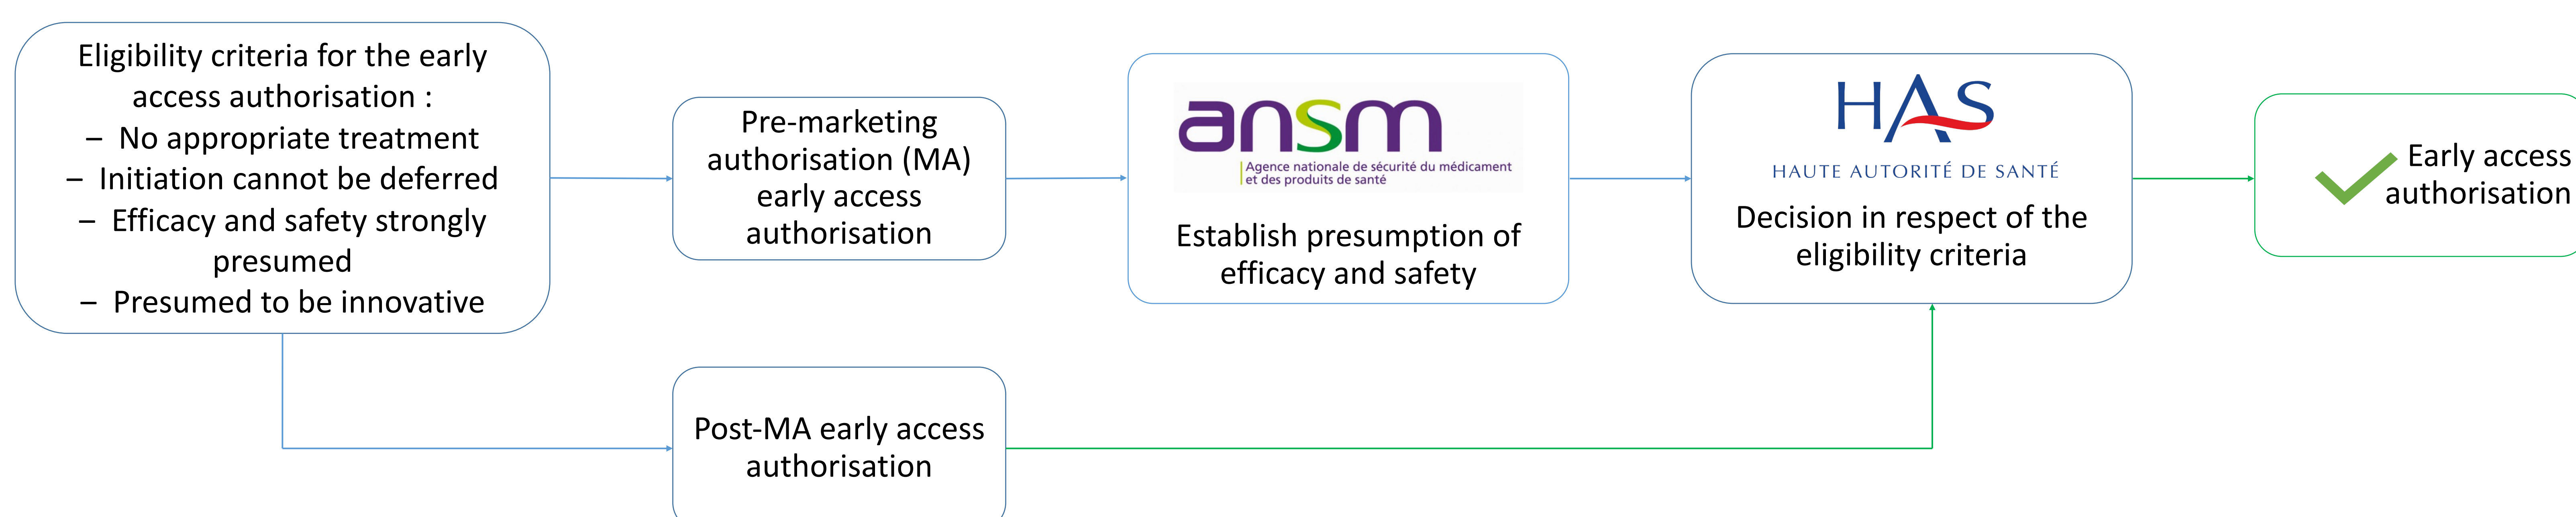 Eligibility criteria for the early
access authorisation :
– No appropriate treatment
– Initiation cannot be deferred
– Efficacy and safety strongly
presumed
– Presumed to be innovative
Pre-marketing
authorisation (MA)
early access
authorisation
ansm
Agence nationale de sécurité du médicament
et des produits de santé
Establish presumption of
efficacy and safety
HAS
HAUTE AUTORITÉ DE SANTÉ
Decision in respect of the
eligibility criteria
Early access
authorisation
Post-MA early access
authorisation